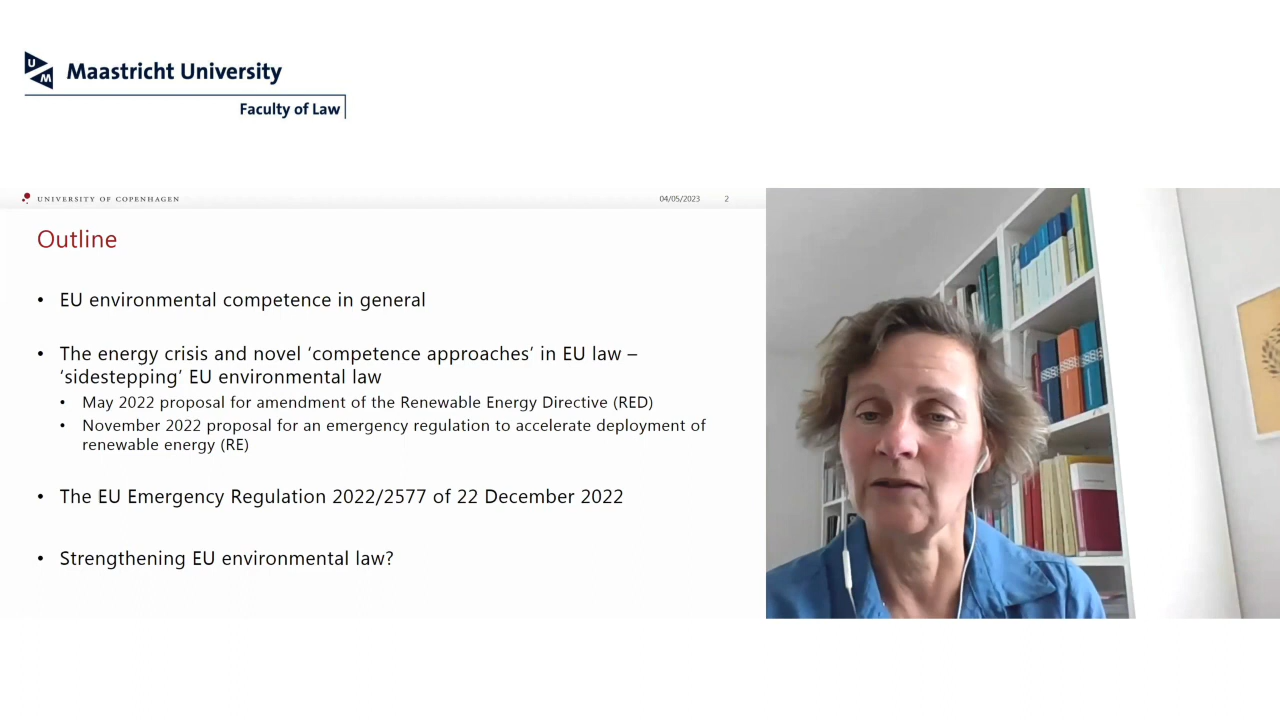 UM
Maastricht University
Faculty of Law
UNIVERSITY OF COPENHAGEN
04/05/2023 2
Outline
• EU environmental competence in general
• The energy crisis and novel ‘competence approaches’ in EU law –
‘sidestepping’ EU environmental law
• May 2022 proposal for amendment of the Renewable Energy Directive (RED)
• November 2022 proposal for an emergency regulation to accelerate deployment of
renewable energy (RE)
• The EU Emergency Regulation 2022/2577 of 22 December 2022
• Strengthening EU environmental law?